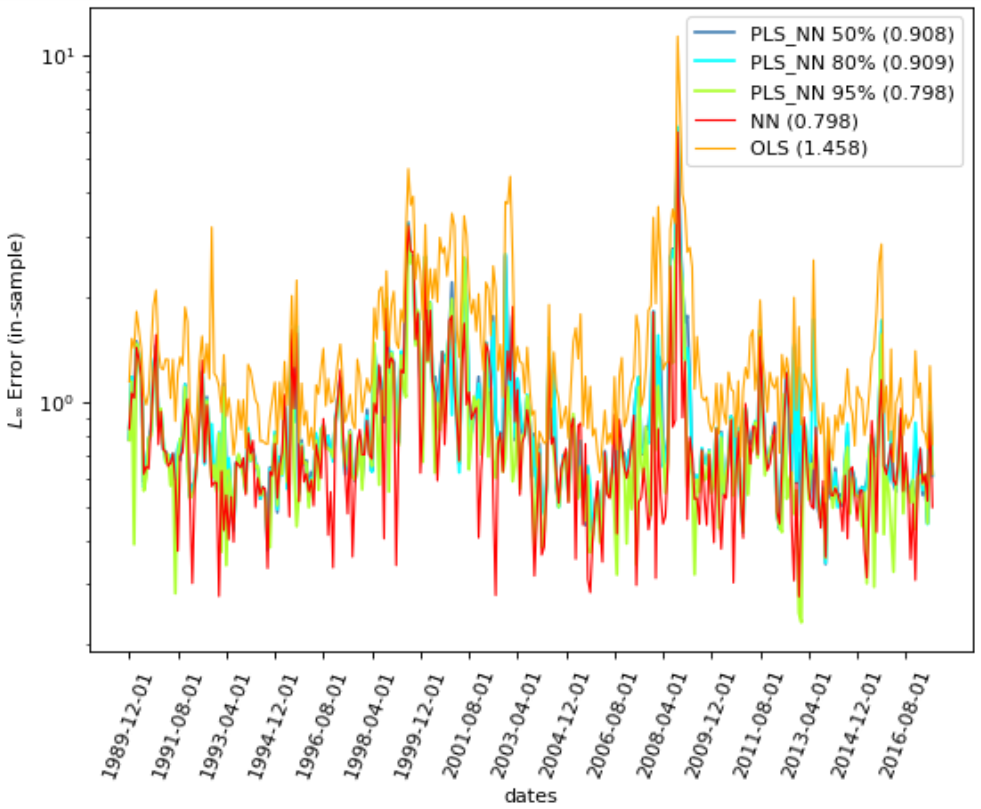 PLS_NN 50% (0.908)
PLS_NN 80% (0.909)
PLS_NN 95% (0.798)
NN (0.798)
OLS (1.458)
10¹
10⁰
L∞ Error (in-sample)
1989-12-01
1991-08-01
1993-04-01
1994-12-01
1996-08-01
1998-04-01
1999-12-01
2001-08-01
2003-04-01
2004-12-01
2006-08-01
2008-04-01
2009-12-01
2011-08-01
2013-04-01
2014-12-01
2016-08-01
dates